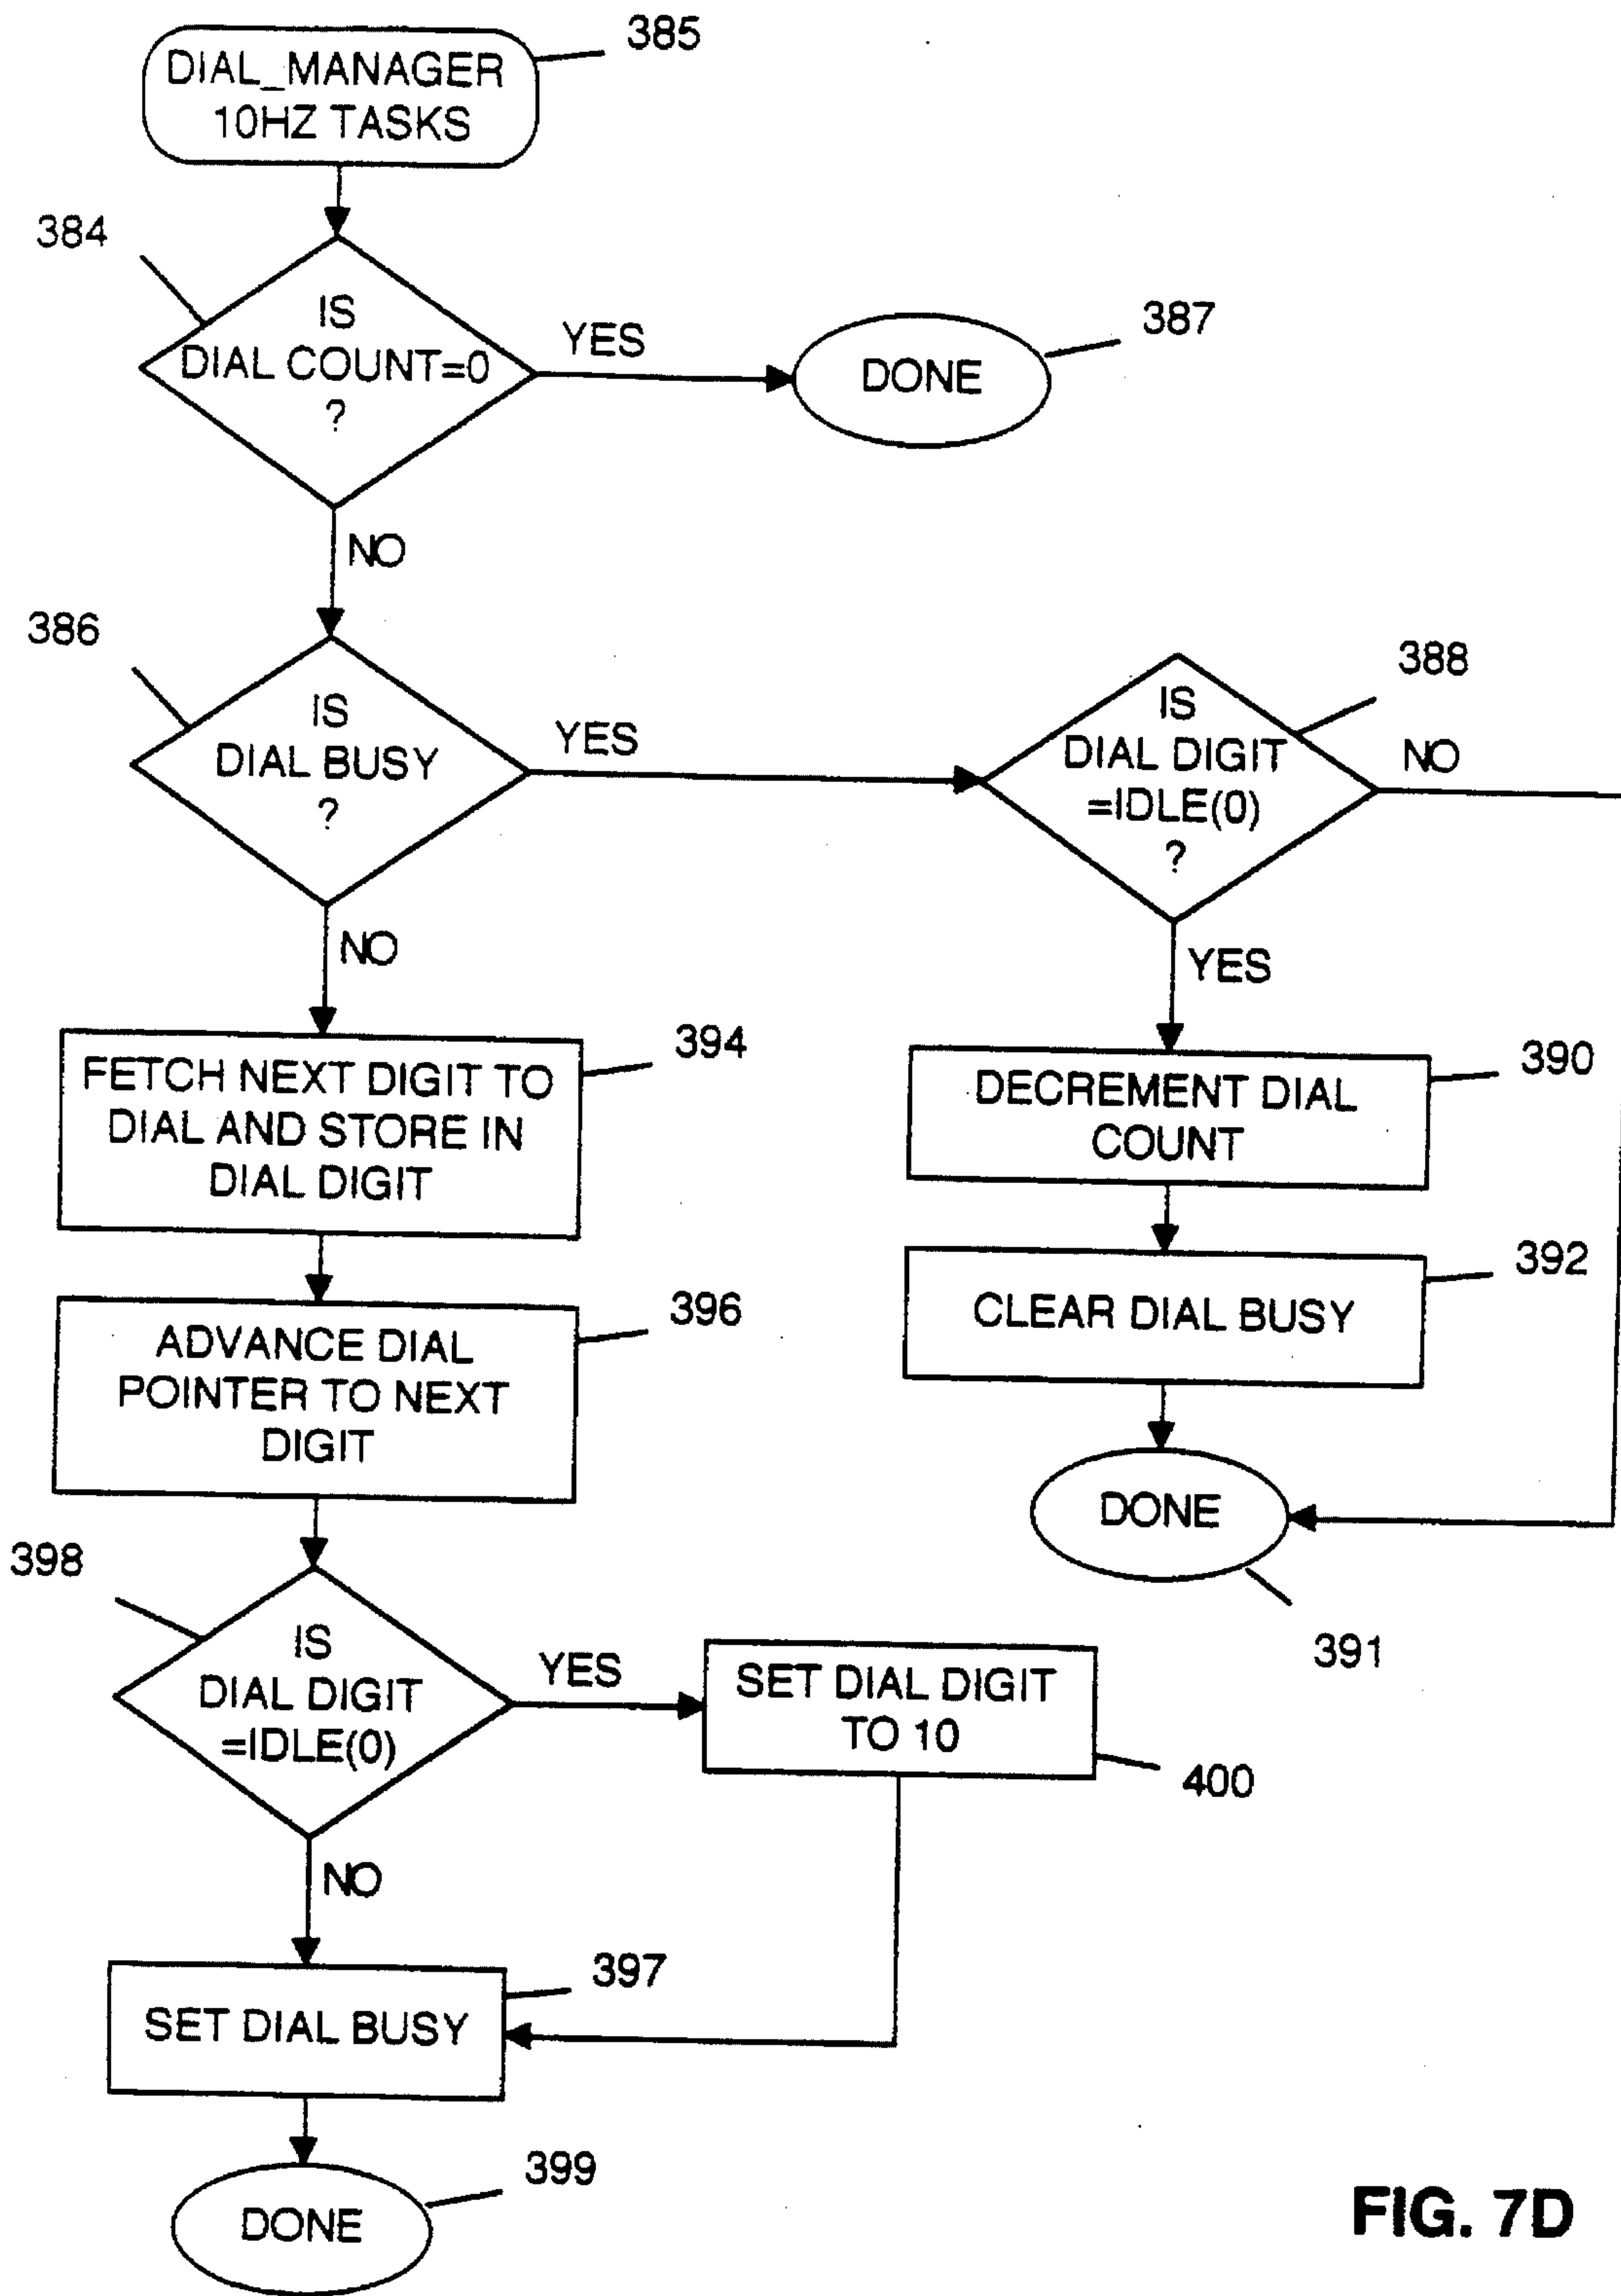 385
DIAL_MANAGER
10HZ TASKS
384
IS
DIAL COUNT=0
?
YES
DONE
387
NO
386
IS
DIAL BUSY
?
YES
388
IS
DIAL DIGIT
=IDLE(0)
?
NO
NO
YES
394
FETCH NEXT DIGIT TO
DIAL AND STORE IN
DIAL DIGIT
390
DECREMENT DIAL
COUNT
396
ADVANCE DIAL
POINTER TO NEXT
DIGIT
392
CLEAR DIAL BUSY
DONE
391
398
IS
DIAL DIGIT
=IDLE(0)
YES
SET DIAL DIGIT
TO 10
400
NO
397
SET DIAL BUSY
399
DONE
FIG. 7D